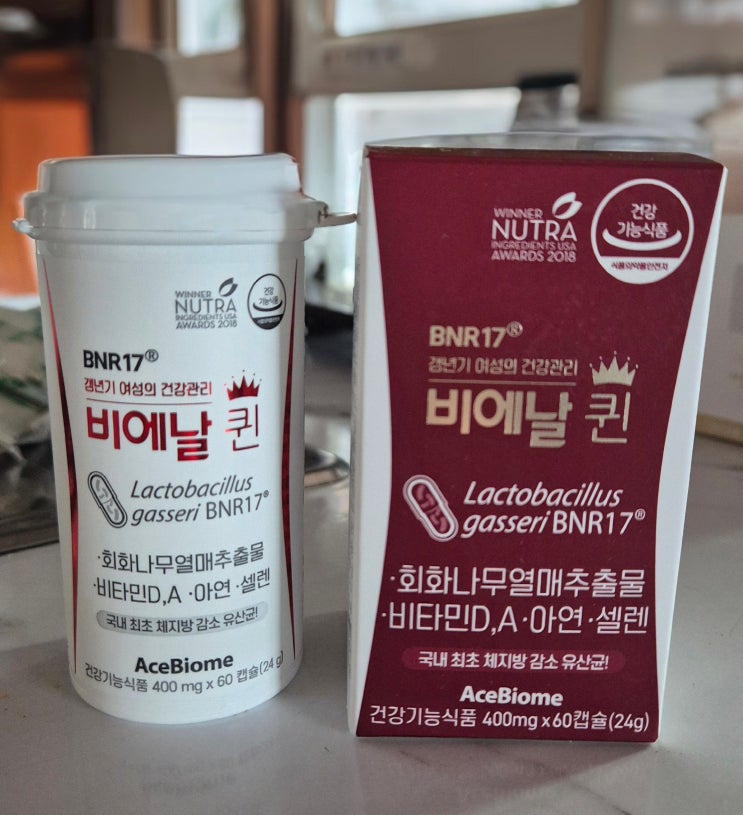 WINNER
NUTRA
INGREDIENTS USA
AWARDS 2018
건강
기능식품
BNR17®
갱년기 여성의 건강관리
비에날 퀸
Lactobacillus
gasseri BNR17®
·회화나무열매추출물
·비타민D,A ·아연·셀렌
국내 최초 체지방 감소 유산균!
AceBiome
건강기능식품 400 mg x 60 캡슐(24 g)
WINNER
NUTRA
INGREDIENTS USA
AWARDS 2018
건강
기능식품
식품의약품안전처
BNR17®
갱년기 여성의 건강관리
비에날 퀸
Lactobacillus
gasseri BNR17®
·회화나무열매추출물
·비타민D,A·아연·셀렌
국내 최초 체지방 감소 유산균!
AceBiome
건강기능식품 400mg x60캡슐(24g)